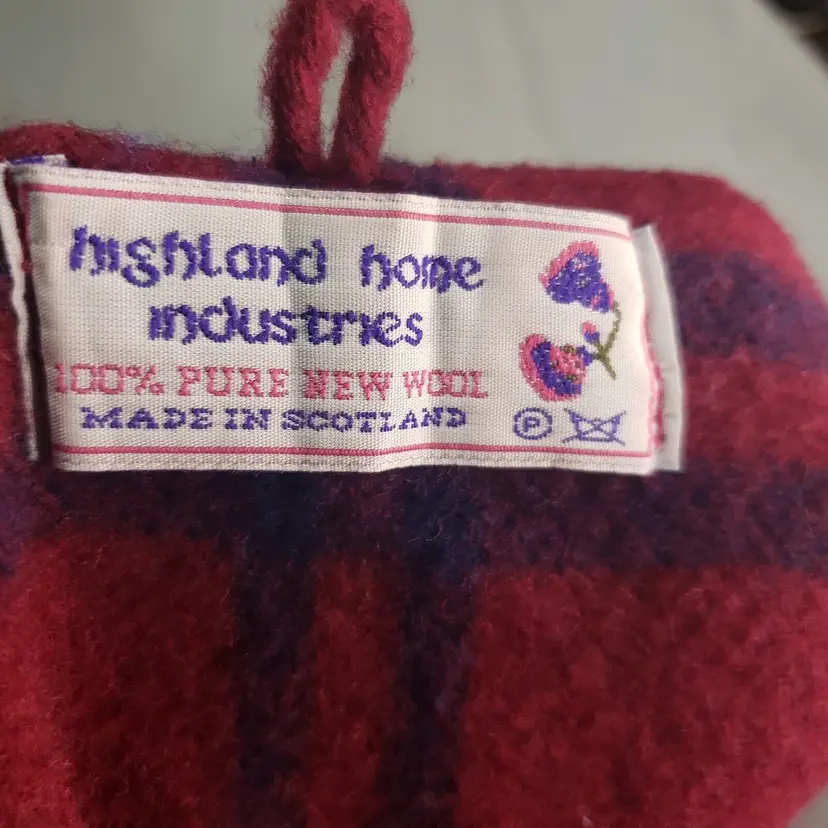 highland home
industries
100% PURE NEW WOOL
MADE IN SCOTLAND
P